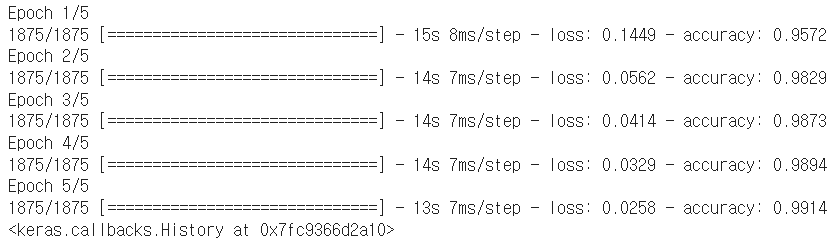 Epoch 1/5
1875/1875 [==============================] - 15s 8ms/step - loss: 0.1449 - accuracy: 0.9572
Epoch 2/5
1875/1875 [==============================] - 14s 7ms/step - loss: 0.0562 - accuracy: 0.9829
Epoch 3/5
1875/1875 [==============================] - 14s 7ms/step - loss: 0.0414 - accuracy: 0.9873
Epoch 4/5
1875/1875 [==============================] - 14s 7ms/step - loss: 0.0329 - accuracy: 0.9894
Epoch 5/5
1875/1875 [==============================] - 13s 7ms/step - loss: 0.0258 - accuracy: 0.9914
<keras.callbacks.History at 0x7fc9366d2a10>